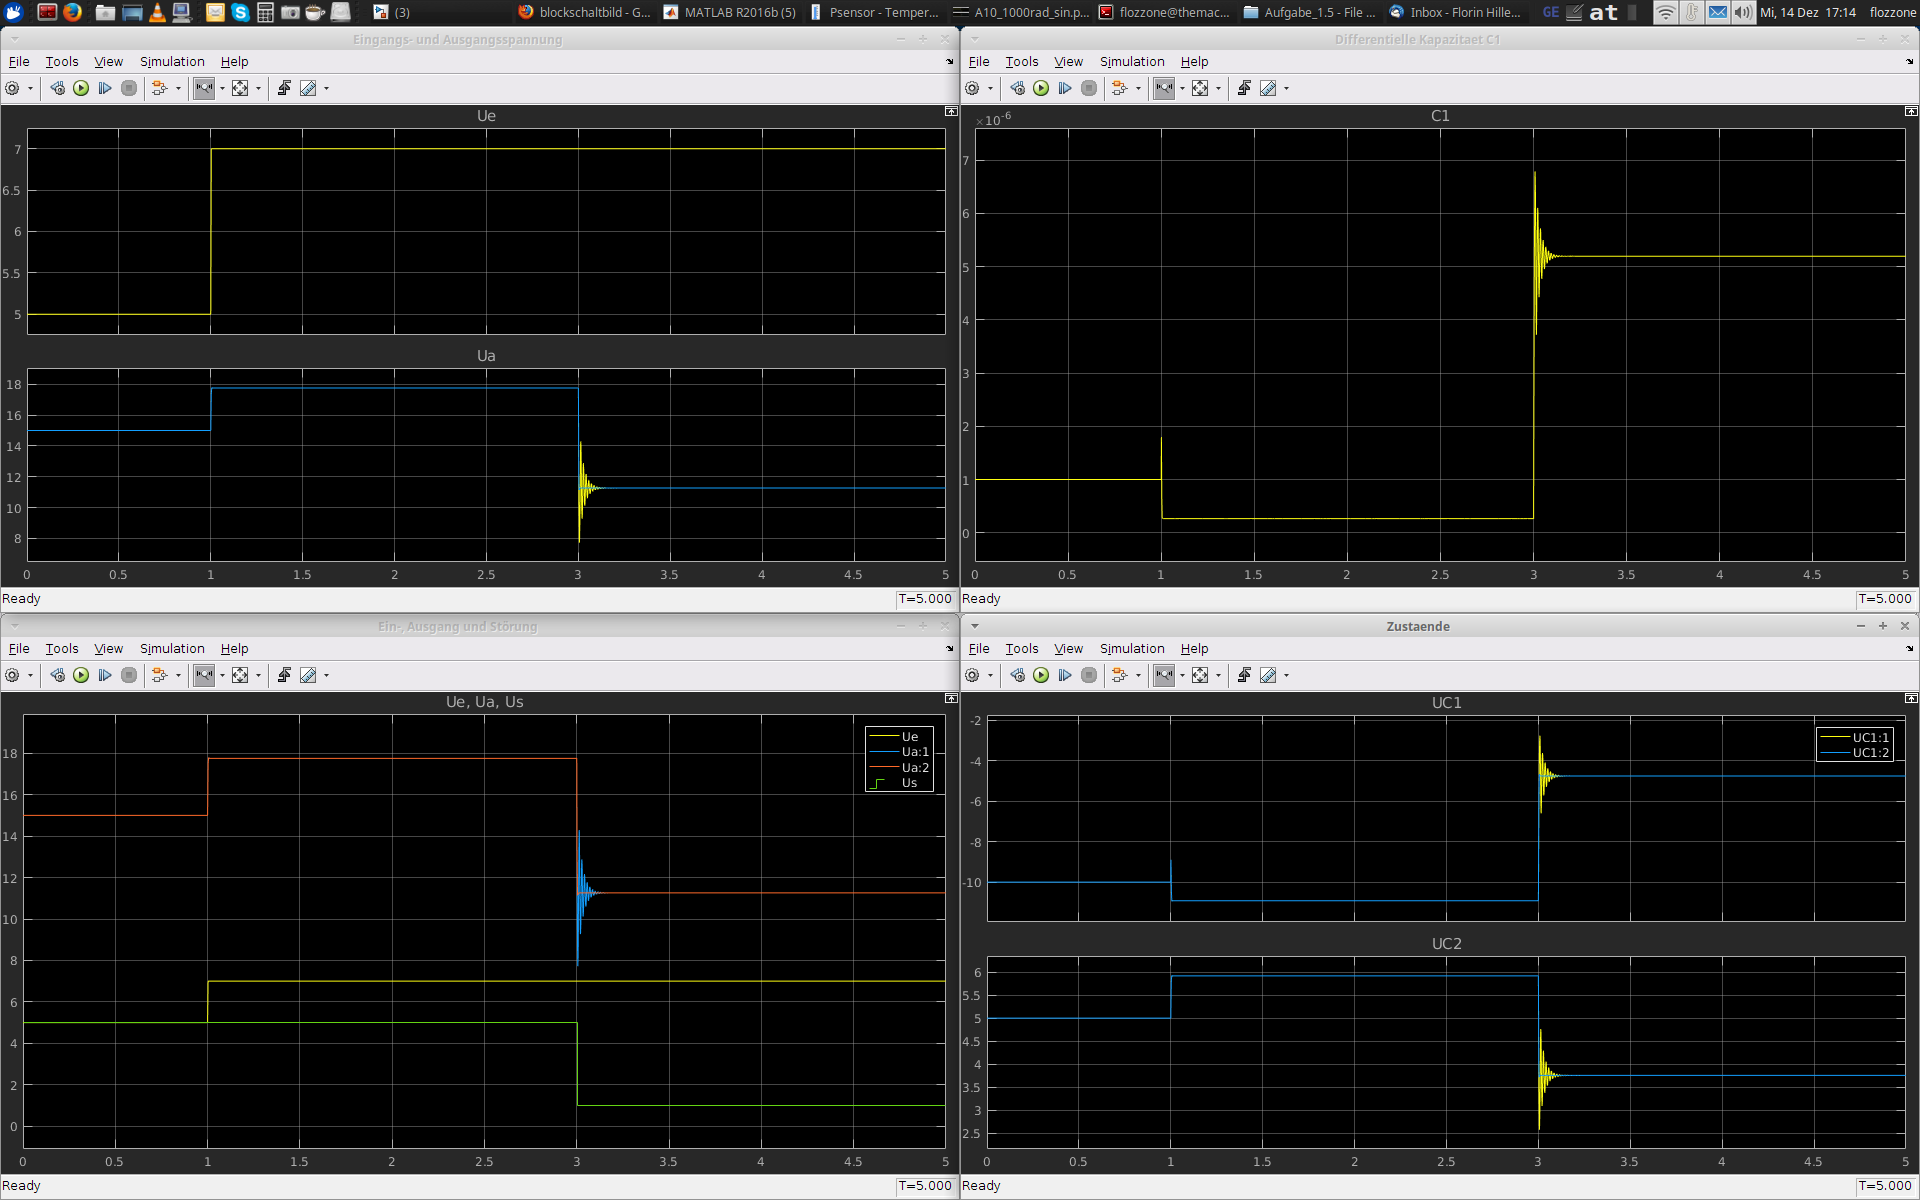 (3) blockschaltbild - G... MATLAB R2016b (5) Psensor - Temper... A10_1000rad_sin.p... flozzone@themac... Aufgabe_1.5 - File ... Inbox - Florin Hille... GE at Mi, 14 Dez 17:14 flozzone
Eingangs- und Ausgangsspannung
File Tools View Simulation Help
Ue
7
6.5
6
5.5
5
Ua
18
16
14
12
10
8
0 0.5 1 1.5 2 2.5 3 3.5 4 4.5 5
Ready T=5.000
Differentielle Kapazitaet C1
File Tools View Simulation Help
×10^-6 C1
7
6
5
4
3
2
1
0
0 0.5 1 1.5 2 2.5 3 3.5 4 4.5 5
Ready T=5.000
Ein-, Ausgang und Störung
File Tools View Simulation Help
Ue, Ua, Us
Ue
Ua:1
Ua:2
Us
18
16
14
12
10
8
6
4
2
0
0 0.5 1 1.5 2 2.5 3 3.5 4 4.5 5
Ready T=5.000
Zustaende
File Tools View Simulation Help
UC1
UC1:1
UC1:2
-2
-4
-6
-8
-10
UC2
6
5.5
5
4.5
4
3.5
3
2.5
0 0.5 1 1.5 2 2.5 3 3.5 4 4.5 5
Ready T=5.000